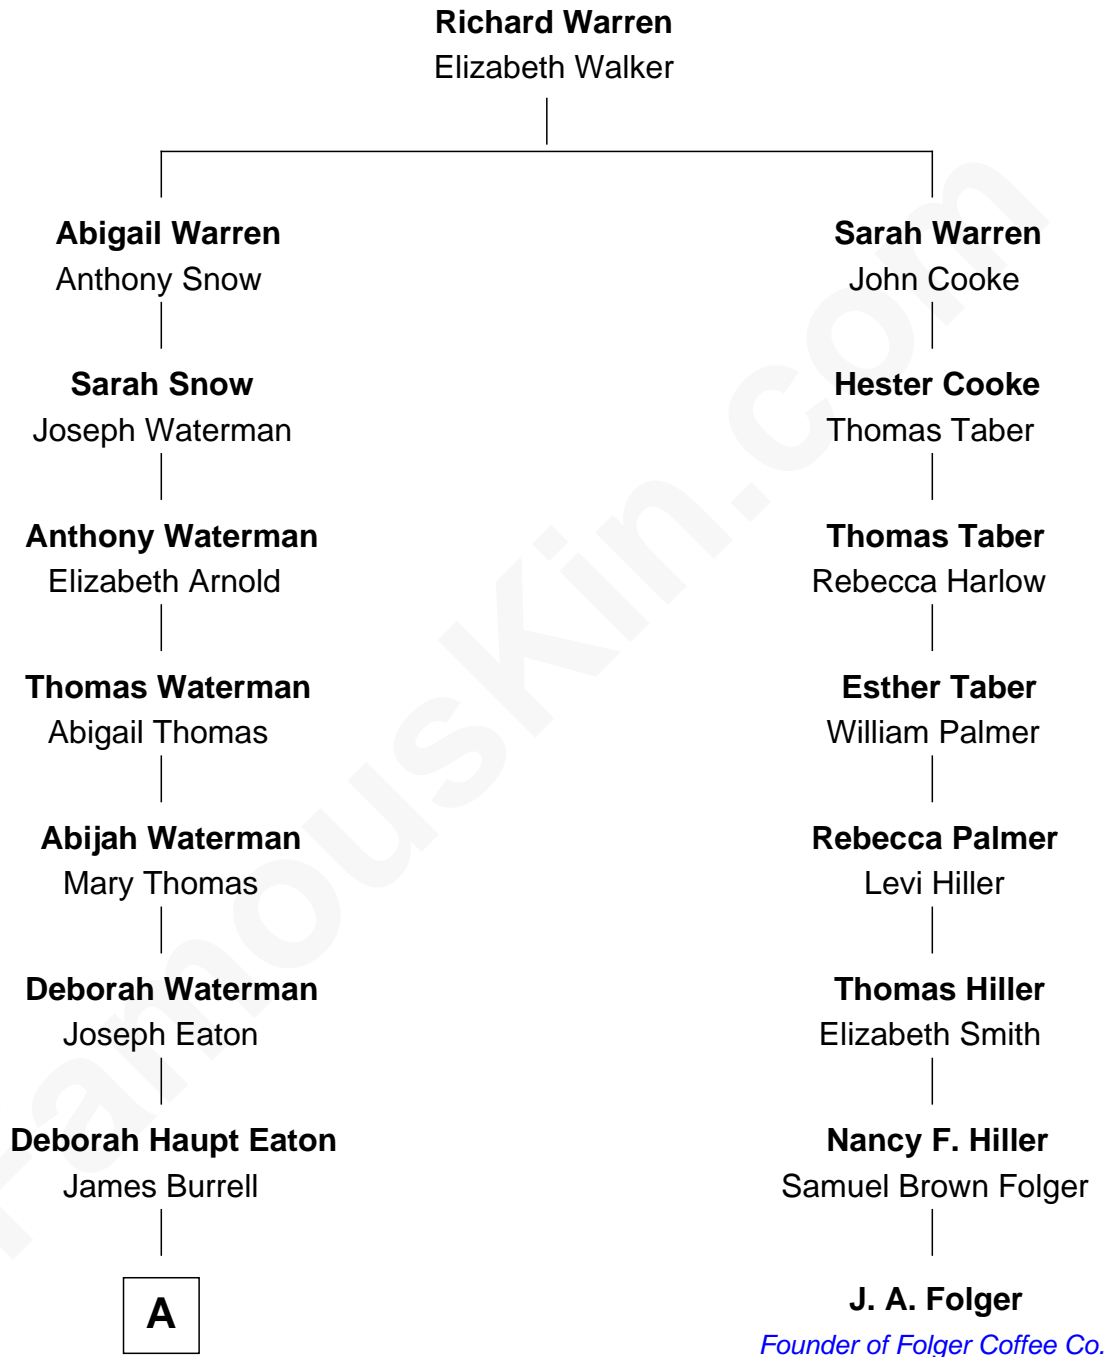 Richard Warren
Elizabeth Walker
Abigail Warren
Anthony Snow
Sarah Warren
John Cooke
Sarah Snow
Joseph Waterman
Hester Cooke
Thomas Taber
Anthony Waterman
Elizabeth Arnold
Thomas Taber
Rebecca Harlow
Thomas Waterman
Abigail Thomas
Esther Taber
William Palmer
Abijah Waterman
Mary Thomas
Rebecca Palmer
Levi Hiller
Deborah Waterman
Joseph Eaton
Thomas Hiller
Elizabeth Smith
Deborah Haupt Eaton
James Burrell
Nancy F. Hiller
Samuel Brown Folger
A
J. A. Folger
Founder of Folger Coffee Co.
FamousKin.com